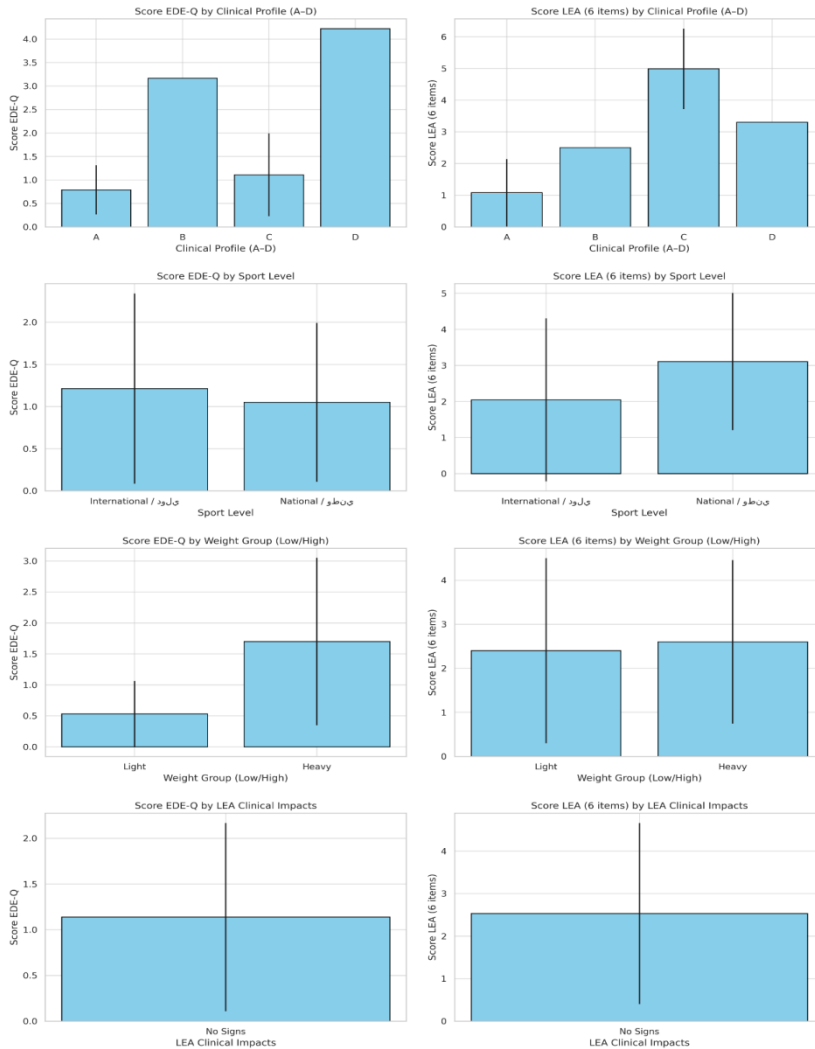 Score EDE-Q by Clinical Profile (A–D)
Score EDE-Q
4.0
3.5
3.0
2.5
2.0
1.5
1.0
0.5
0.0
A B C D
Clinical Profile (A–D)
Score LEA (6 items) by Clinical Profile (A–D)
Score LEA (6 items)
6
5
4
3
2
1
0
A B C D
Clinical Profile (A–D)
Score EDE-Q by Sport Level
Score EDE-Q
2.0
1.5
1.0
0.5
0.0
International / يلود National / ينطو
Sport Level
Score LEA (6 items) by Sport Level
Score LEA (6 items)
5
4
3
2
1
0
International / يلود National / ينطو
Sport Level
Score EDE-Q by Weight Group (Low/High)
Score EDE-Q
3.0
2.5
2.0
1.5
1.0
0.5
0.0
Light Heavy
Weight Group (Low/High)
Score LEA (6 items) by Weight Group (Low/High)
Score LEA (6 items)
4
3
2
1
0
Light Heavy
Weight Group (Low/High)
Score EDE-Q by LEA Clinical Impacts
Score EDE-Q
2.0
1.5
1.0
0.5
0.0
No Signs
LEA Clinical Impacts
Score LEA (6 items) by LEA Clinical Impacts
Score LEA (6 items)
4
3
2
1
0
No Signs
LEA Clinical Impacts